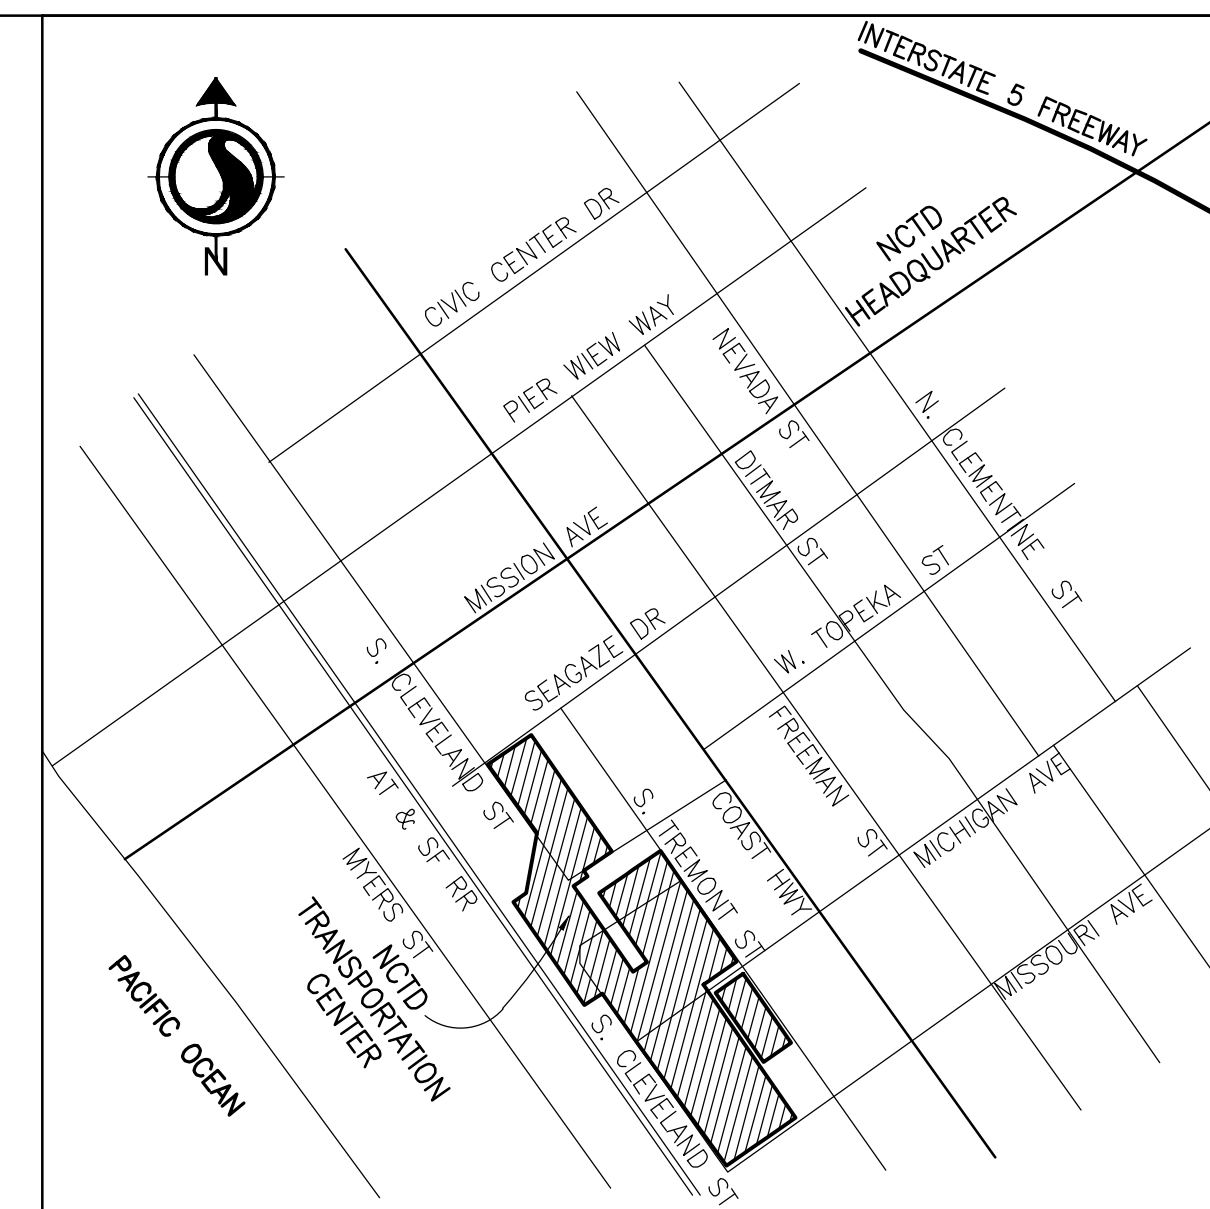 INTERSTATE 5 FREEWAY
N
CIVIC CENTER DR
NCTD
HEADQUARTER
PIER WIEW WAY
NEVADA ST
N. CLEMENTINE ST
DITMAR ST
MISSION AVE
W. TOPEKA ST
SEAGAZE DR
S. CLEVELAND ST
FREEMAN ST
MICHIGAN AVE
AT & SF RR
S. TREMONT ST
COAST HWY
MYERS ST
MISSOURI AVE
NCTD
TRANSPORTATION
CENTER
PACIFIC OCEAN
S. CLEVELAND ST